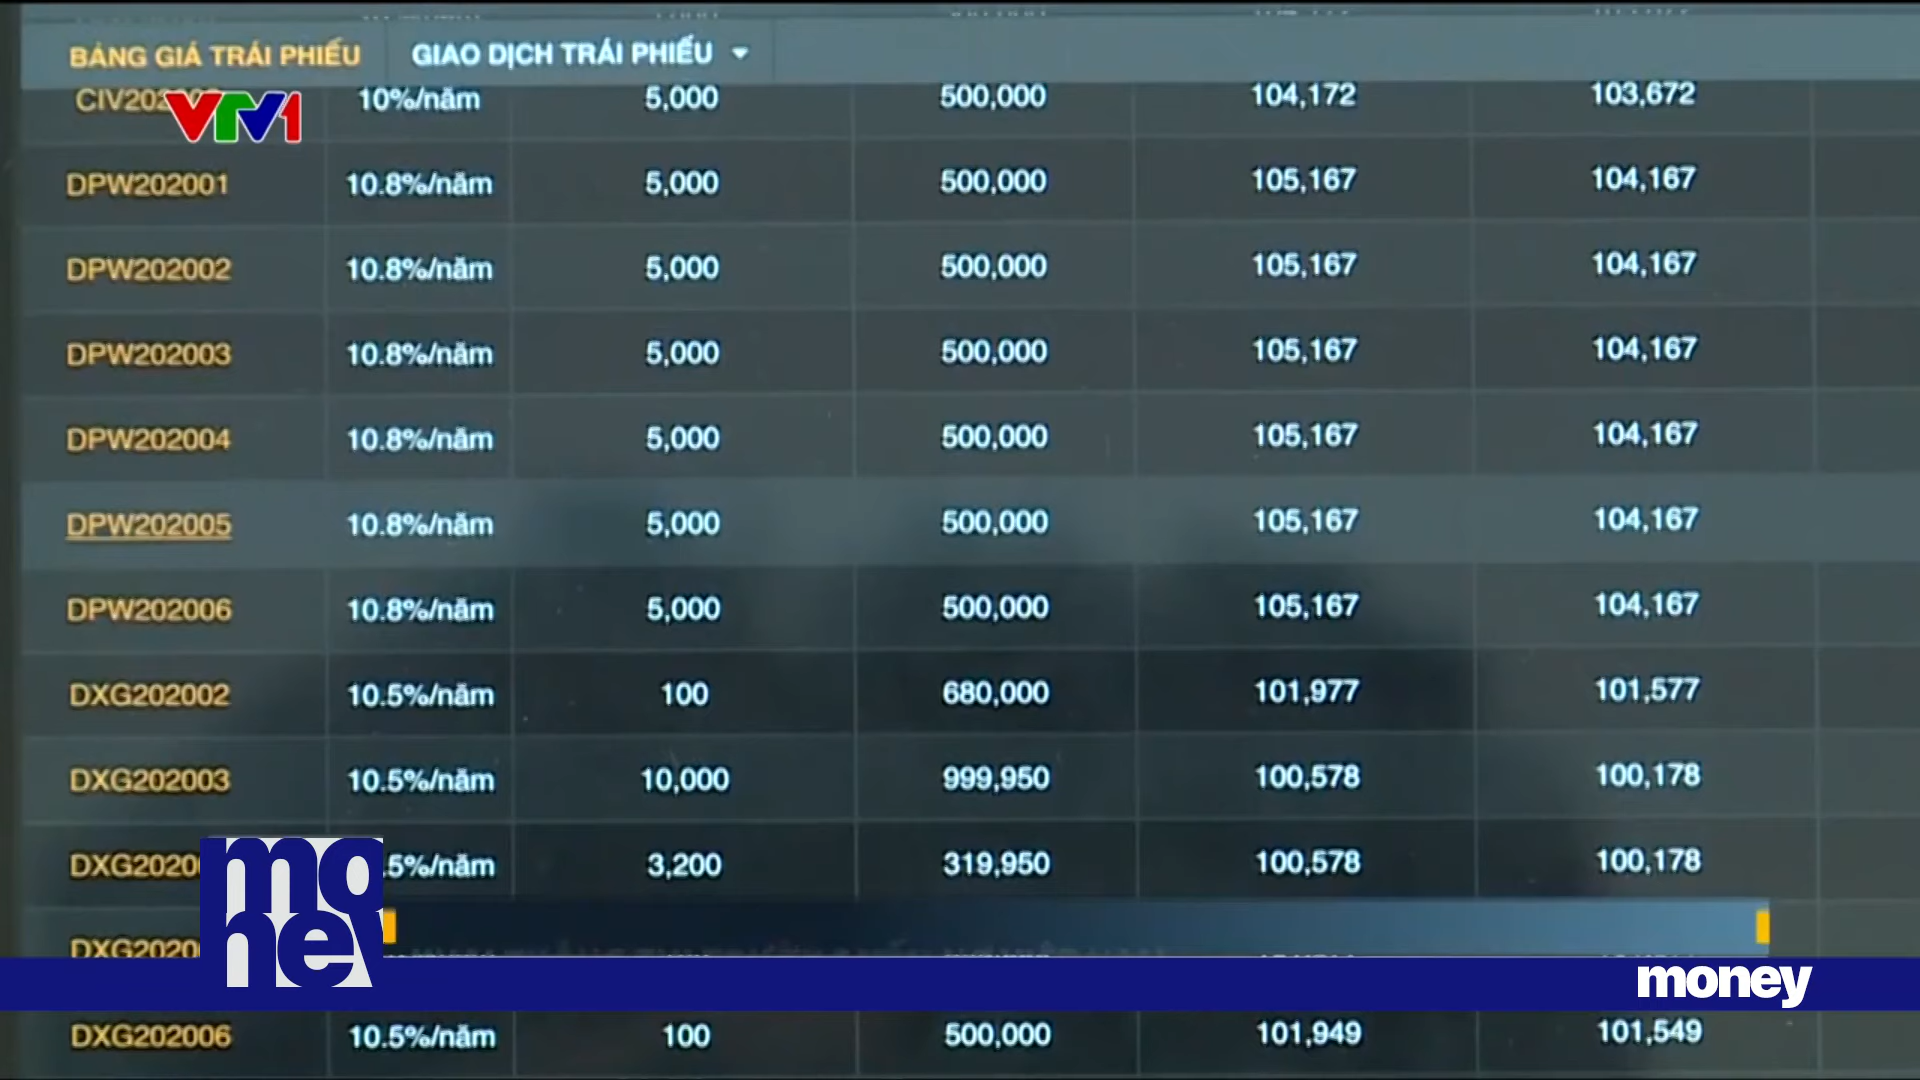 BẢNG GIÁ TRÁI PHIẾU GIAO DỊCH TRÁI PHIẾU
CIV202 10%/năm 5,000 500,000 104,172 103,672
VTV1
DPW202001 10.8%/năm 5,000 500,000 105,167 104,167
DPW202002 10.8%/năm 5,000 500,000 105,167 104,167
DPW202003 10.8%/năm 5,000 500,000 105,167 104,167
DPW202004 10.8%/năm 5,000 500,000 105,167 104,167
DPW202005 10.8%/năm 5,000 500,000 105,167 104,167
DPW202006 10.8%/năm 5,000 500,000 105,167 104,167
DXG202002 10.5%/năm 100 680,000 101,977 101,577
DXG202003 10.5%/năm 10,000 999,950 100,578 100,178
DXG20200 .5%/năm 3,200 319,950 100,578 100,178
DXG2020
money
money
DXG202006 10.5%/năm 100 500,000 101,949 101,549